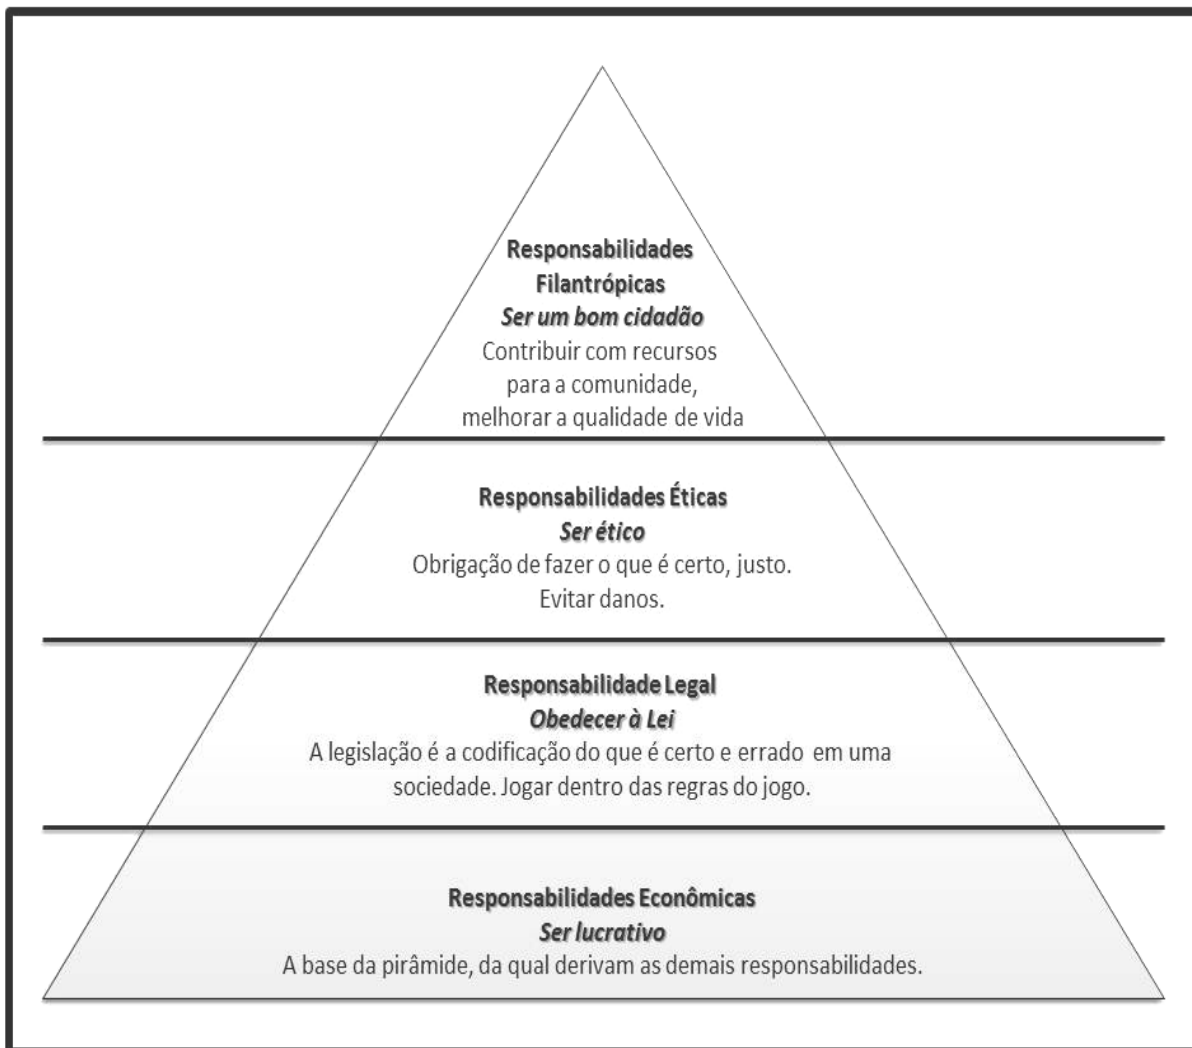 Responsabilidades
Filantrópicas
Ser um bom cidadão
Contribuir com recursos
para a comunidade,
melhorar a qualidade de vida
Responsabilidades Éticas
Ser ético
Obrigação de fazer o que é certo, justo.
Evitar danos.
Responsabilidade Legal
Obedecer à Lei
A legislação é a codificação do que é certo e errado em uma
sociedade. Jogar dentro das regras do jogo.
Responsabilidades Econômicas
Ser lucrativo
A base da pirâmide, da qual derivam as demais responsabilidades.